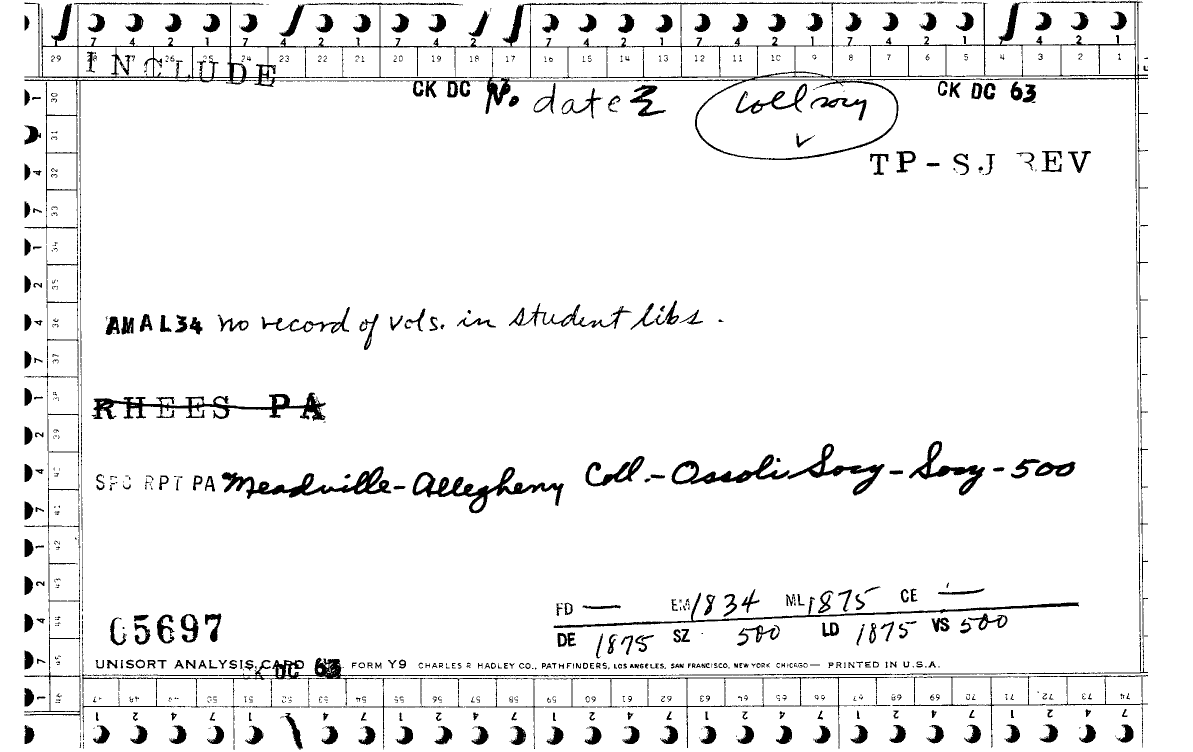 7 4 2 1 7 4 2 1 7 4 2 1 7 4 2 1 7 4 2 1 7 4 2 1 7 4 2 1
29 28 27 26 25 24 23 22 21 20 19 18 17 16 15 14 13 12 11 10 9 8 7 6 5 4 3 2 1
INCLUDE
CK DC 63 No date
Coll socy
CK DC 63
TP-SJ REV
AMAL34 no record of vols. in student libs.
RHEES PA
SPC RPT PA Meadville-Allegheny Coll.-Ossoli Socy-Socy-500
FD — EM 1834 ML 1875 CE —
DE 1875 SZ 500 LD 1875 VS 500
05697
UNISORT ANALYSIS CARD FORM Y9 CHARLES R HADLEY CO., PATHFINDERS, LOS ANGELES, SAN FRANCISCO, NEW YORK CHICAGO — PRINTED IN U.S.A.
CK DC 63
30 31 32 33 34 35 36 37 38 39 40 41 42 43 44 45 46
47 48 49 50 51 52 53 54 55 56 57 58 59 60 61 62 63 64 65 66 67 68 69 70 71 72 73 74
1 2 4 7 1 2 4 7 1 2 4 7 1 2 4 7 1 2 4 7 1 2 4 7 1 2 4 7